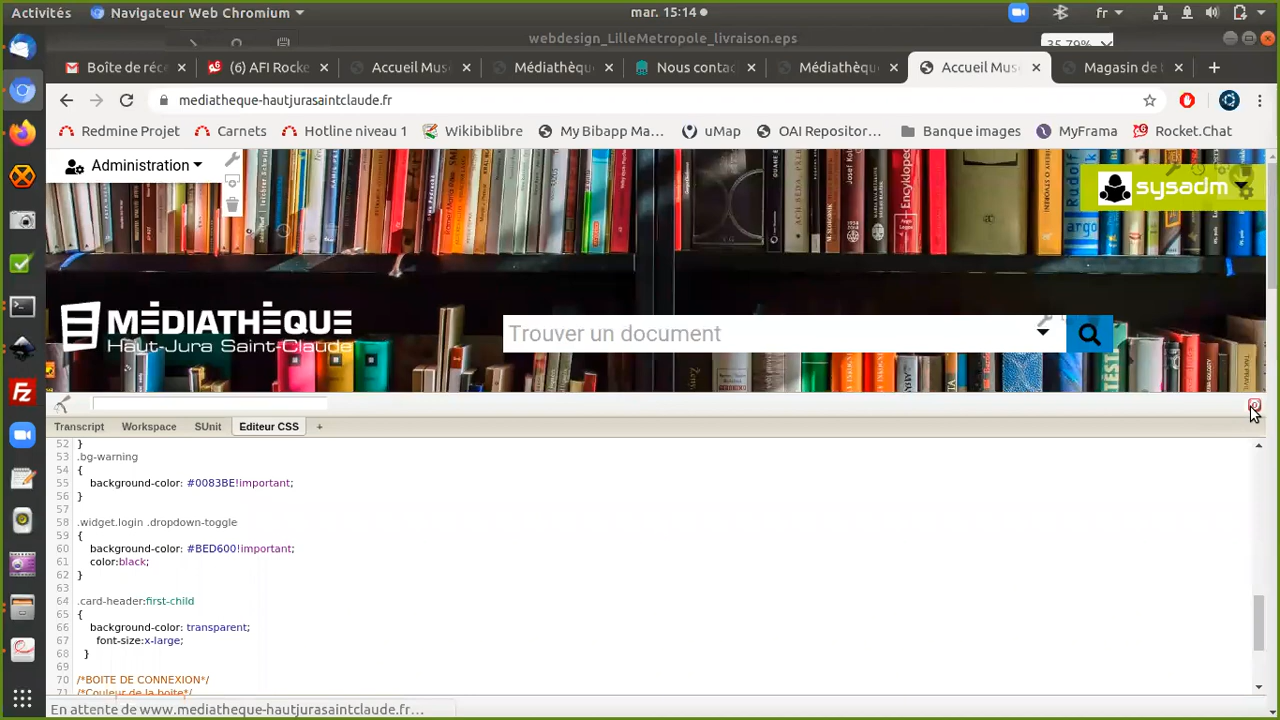 Activités
Navigateur Web Chromium
mar. 15:14
fr
webdesign_LilleMetropole_livraison.eps
35,79%
Boîte de réc
(6) AFI Rocke
Accueil Mus
Médiathèqu
Nous contac
Médiathèqu
Accueil Mus
Magasin de t
mediatheque-hautjurasaintclaude.fr
Redmine Projet
Carnets
Hotline niveau 1
Wikibiblibre
My Bibapp Ma...
uMap
OAI Repositor...
Banque images
MyFrama
Rocket.Chat
Administration
sysadm
MÉDIATHÈQUE
Haut-Jura Saint-Claude
Trouver un document
Transcript
Workspace
SUnit
Editeur CSS
+
52 }
53 .bg-warning
54 {
55 background-color: #0083BE!important;
56 }
57
58 .widget.login .dropdown-toggle
59 {
60 background-color: #BED600!important;
61 color:black;
62 }
63
64 .card-header:first-child
65 {
66 background-color: transparent;
67 font-size:x-large;
68 }
69
70 /*BOITE DE CONNEXION*/
71 /*Couleur de la boite*/
En attente de www.mediatheque-hautjurasaintclaude.fr...